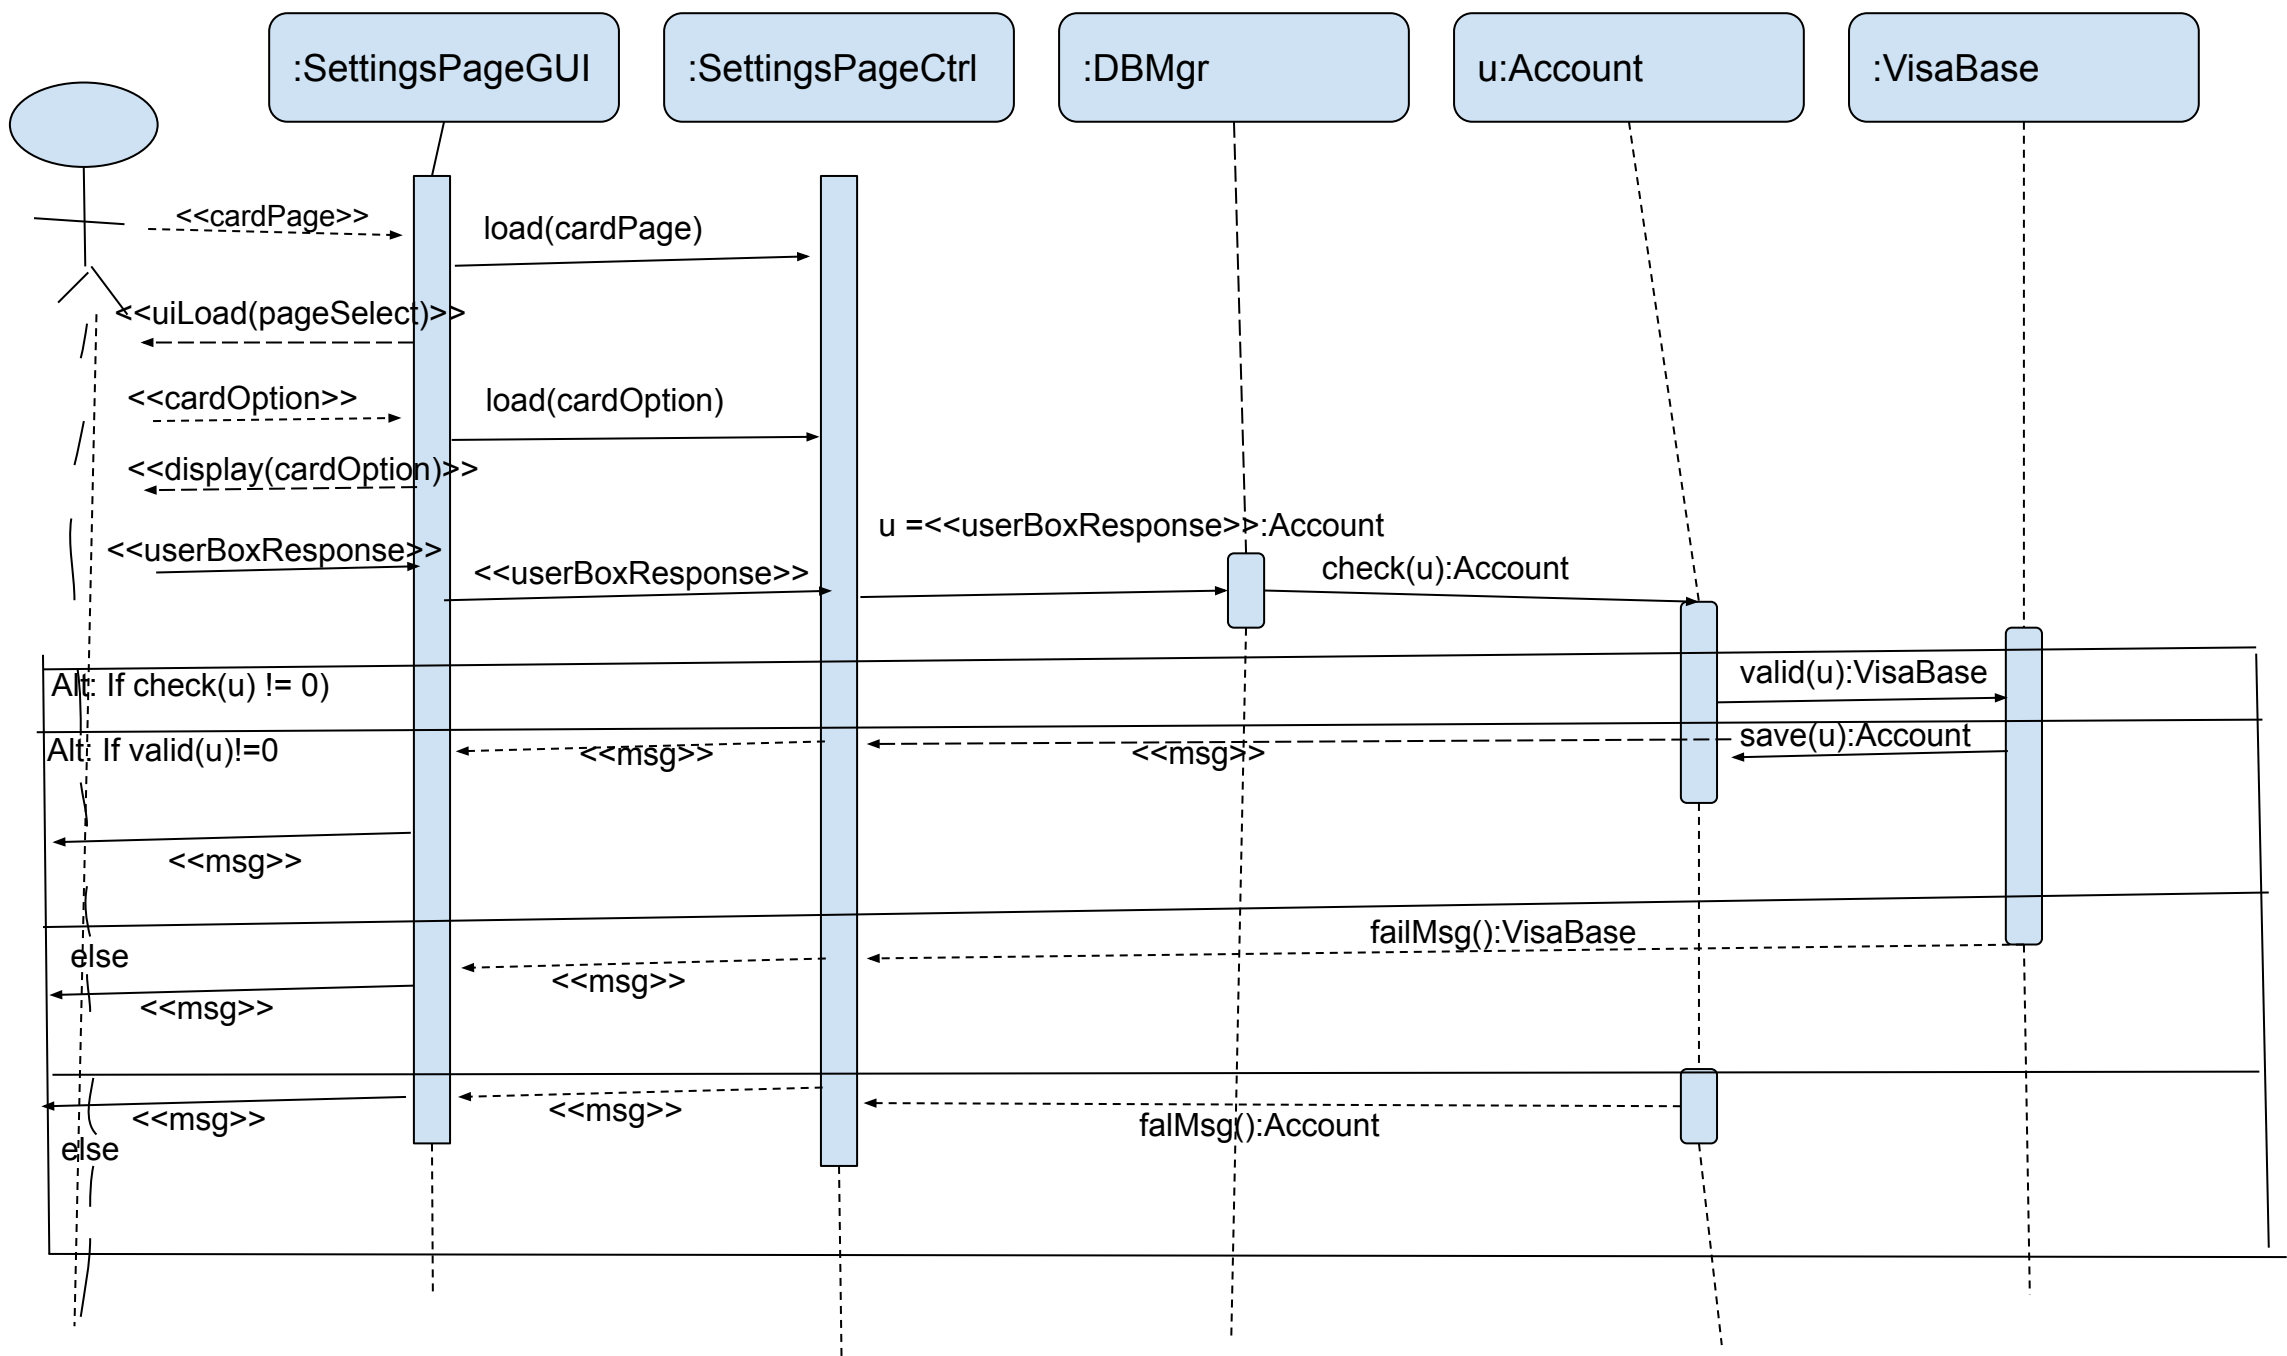 :SettingsPageGUI
:SettingsPageCtrl
:DBMgr
u:Account
:VisaBase
<<cardPage>>
load(cardPage)
<<uiLoad(pageSelect)>>
<<cardOption>>
load(cardOption)
<<display(cardOption)>>
u =<<userBoxResponse>>:Account
<<userBoxResponse>>
<<userBoxResponse>>
check(u):Account
Alt: If check(u) != 0)
valid(u):VisaBase
Alt: If valid(u)!=0
<<msg>>
<<msg>>
save(u):Account
<<msg>>
failMsg():VisaBase
else
<<msg>>
<<msg>>
<<msg>>
<<msg>>
falMsg():Account
else